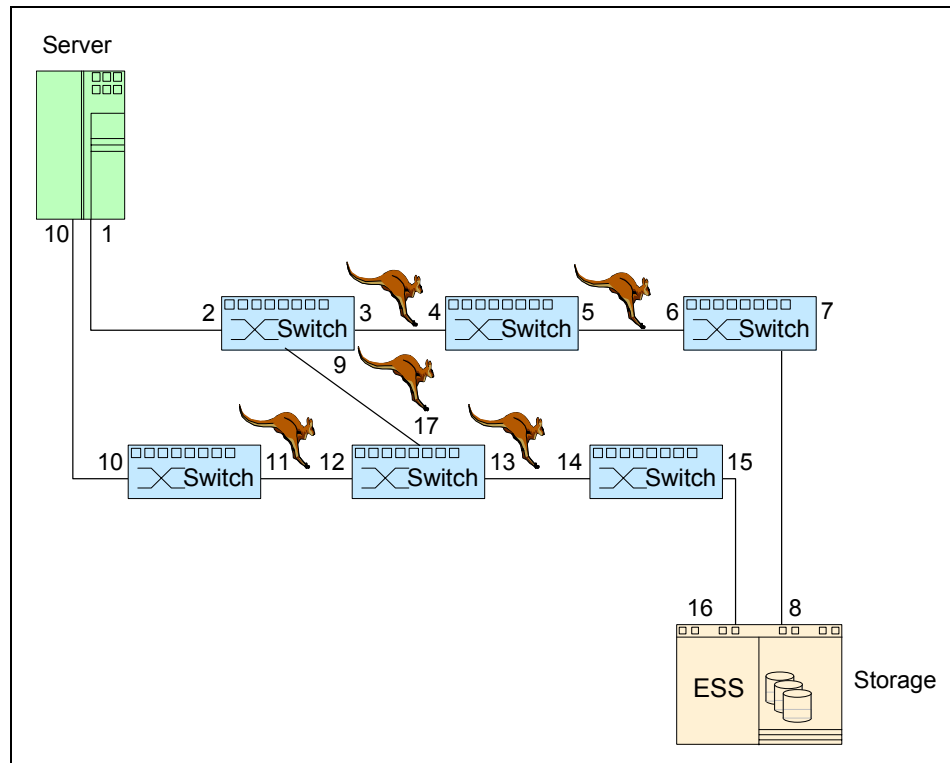 Server
10 1
2 Switch 3 4 Switch 5 6 Switch 7
9
17
10 Switch 11 12 Switch 13 14 Switch 15
16 8
ESS
Storage